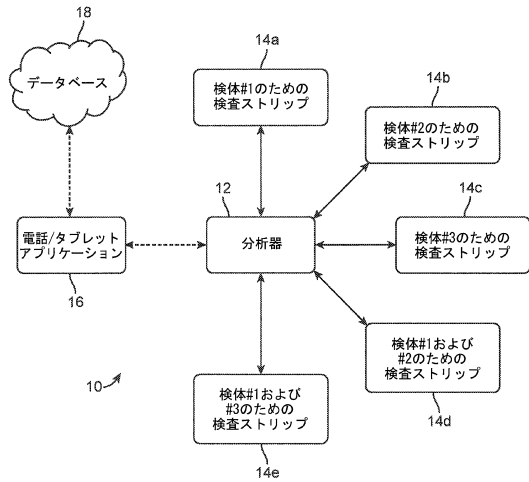 18
データベース
14a
検体#1のための
検査ストリップ
14b
検体#2のための
検査ストリップ
12
分析器
14c
検体#3のための
検査ストリップ
電話/タブレット
アプリケーション
16
10
検体#1および
#3のための
検査ストリップ
14e
検体#1および
#2のための
検査ストリップ
14d